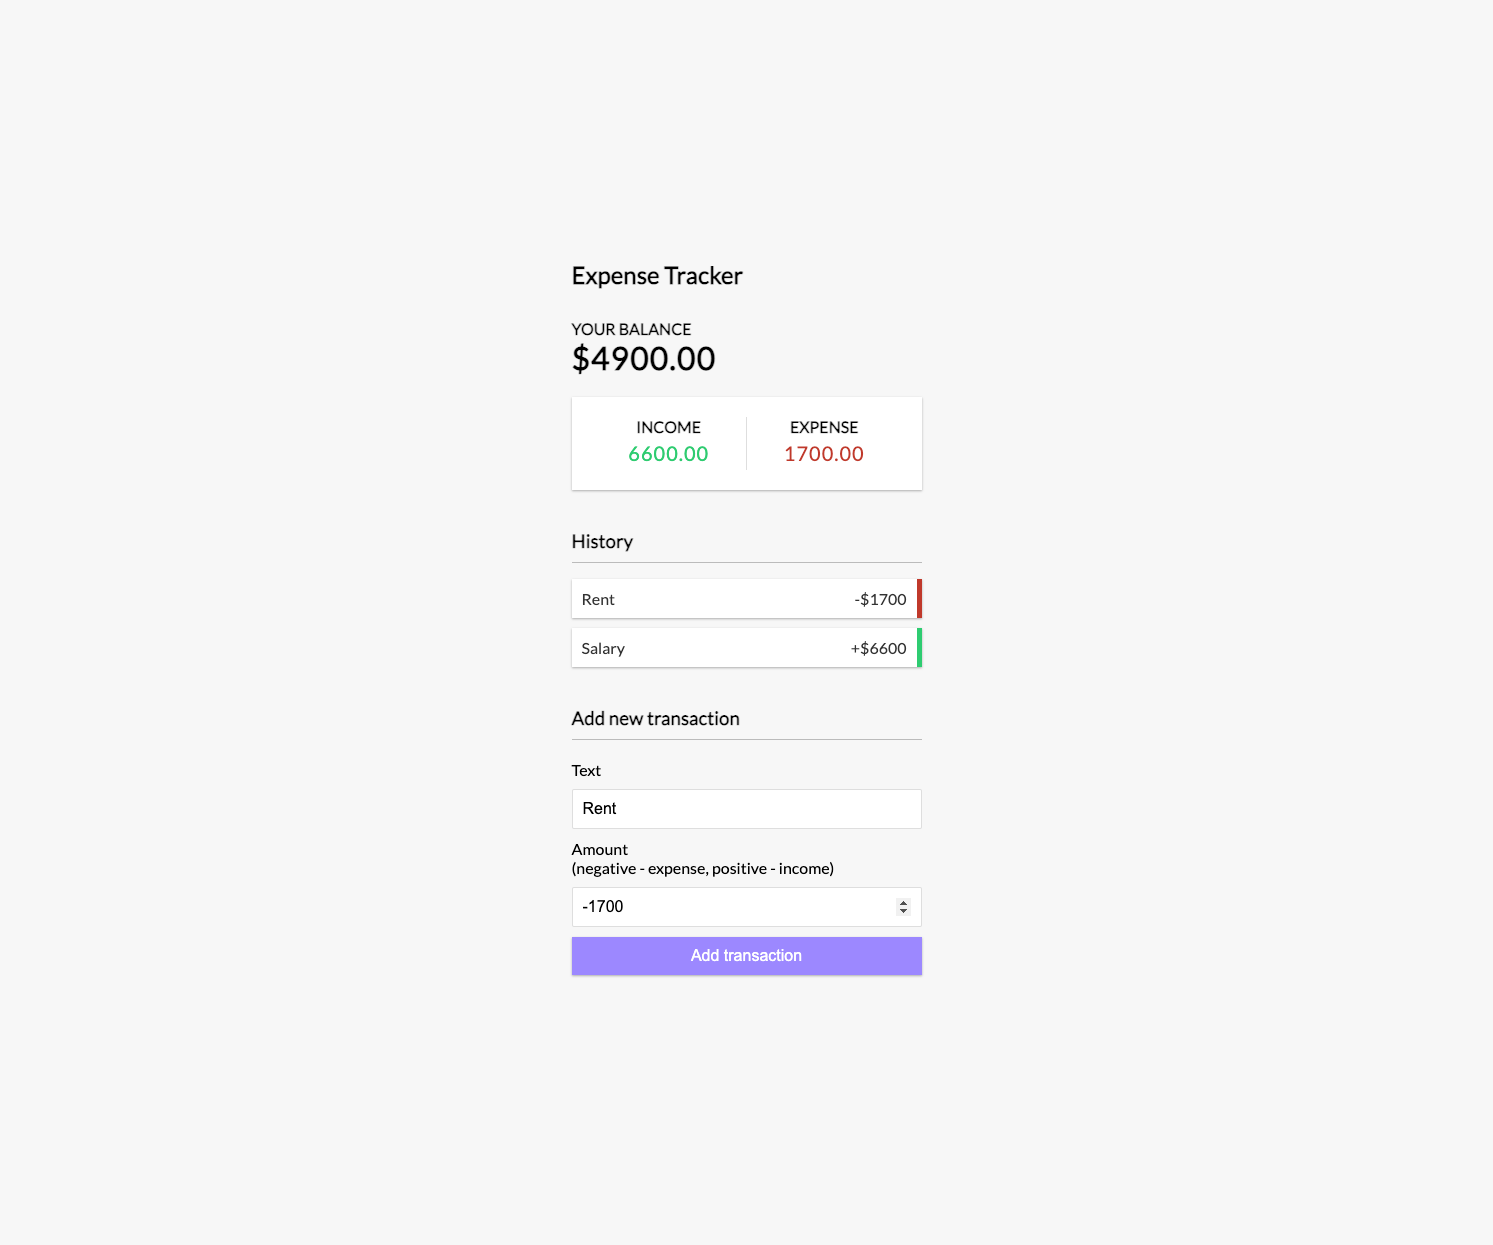 Expense Tracker
YOUR BALANCE
$4900.00
INCOME EXPENSE
6600.00 1700.00
History
Rent -$1700
Salary +$6600
Add new transaction
Text
Rent
Amount
(negative - expense, positive - income)
-1700
Add transaction